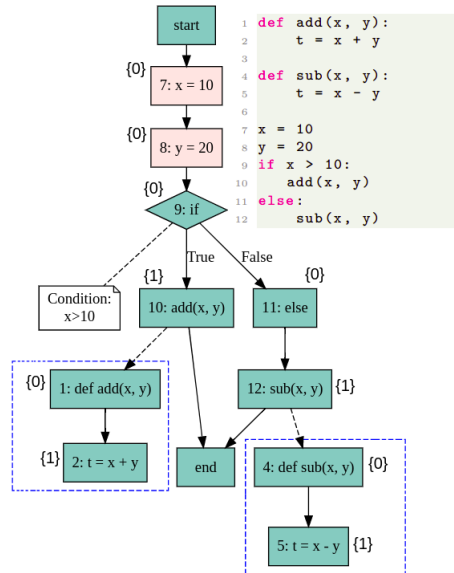 start
{0}
7: x = 10
{0}
8: y = 20
{0}
9: if
True
False
Condition:
x>10
{1}
10: add(x, y)
{0}
11: else
{0}
1: def add(x, y)
12: sub(x, y)
{1}
{1}
2: t = x + y
end
4: def sub(x, y)
{0}
5: t = x - y
{1}
1 def add(x, y):
2 t = x + y
3
4 def sub(x, y):
5 t = x - y
6
7 x = 10
8 y = 20
9 if x > 10:
10 add(x, y)
11 else:
12 sub(x, y)